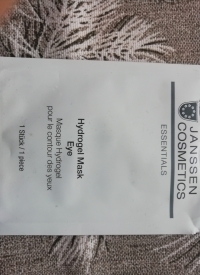 JANSSEN
COSMETICS
ESSENTIALS
Hydrogel Mask
Eye
Masque Hydrogel
pour le contour des yeux
1 Stück / 1 pièce